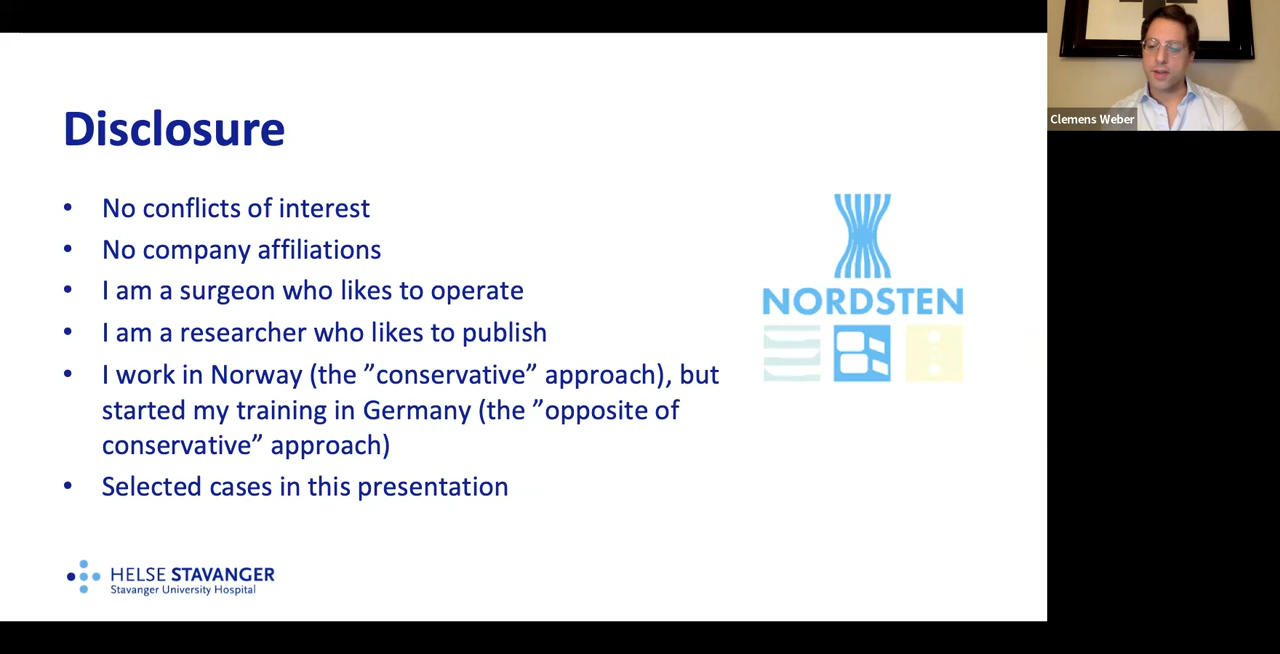 Clemens Weber
Disclosure
• No conflicts of interest
• No company affiliations
• I am a surgeon who likes to operate
• I am a researcher who likes to publish
• I work in Norway (the ”conservative” approach), but
started my training in Germany (the ”opposite of
conservative” approach)
• Selected cases in this presentation
NORDSTEN
HELSE STAVANGER
Stavanger University Hospital